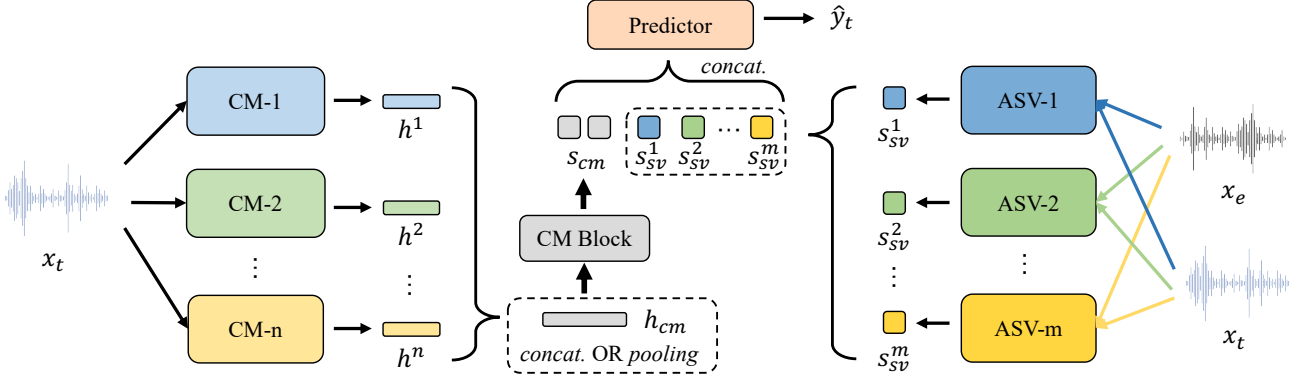 Predictor
ŷ_t
concat.
CM-1
h^1
CM-2
h^2
⋮
⋮
CM-n
h^n
x_t
s_cm
s_sv^1
s_sv^2
⋯
s_sv^m
CM Block
h_cm
concat. OR pooling
s_sv^1
ASV-1
s_sv^2
ASV-2
⋮
⋮
s_sv^m
ASV-m
x_e
x_t